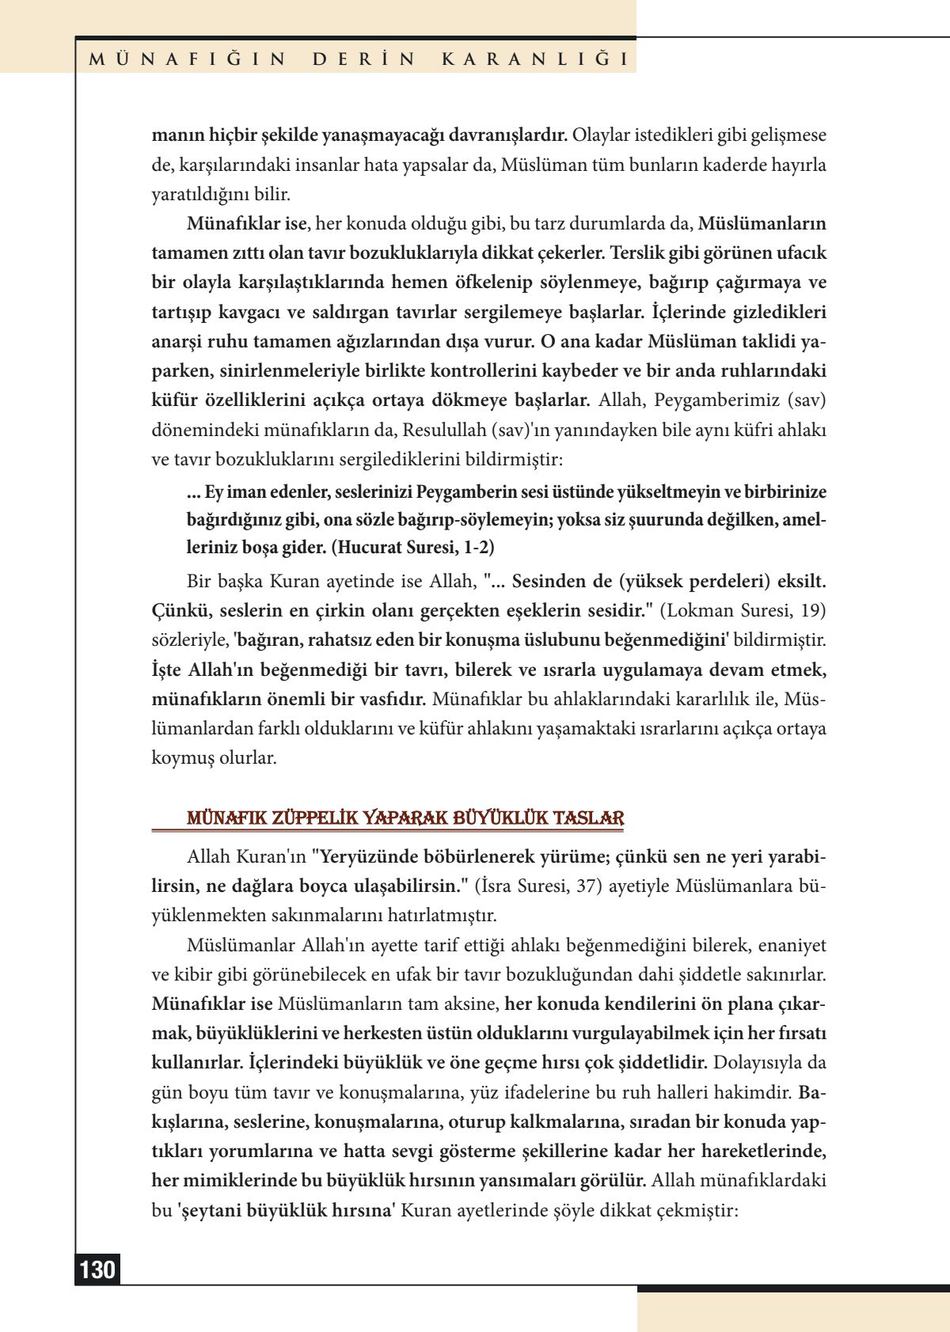 MÜNAFIĞIN DERİN KARANLIĞI
manın hiçbir şekilde yanaşmayacağı davranışlardır. Olaylar istedikleri gibi gelişmese
de, karşılarındaki insanlar hata yapsalar da, Müslüman tüm bunların kaderde hayırla
yaratıldığını bilir.
Münafıklar ise, her konuda olduğu gibi, bu tarz durumlarda da, Müslümanların
tamamen zıttı olan tavır bozukluklarıyla dikkat çekerler. Terslik gibi görünen ufacık
bir olayla karşılaştıklarında hemen öfkelenip söylenmeye, bağırıp çağırmaya ve
tartışıp kavgacı ve saldırgan tavırlar sergilemeye başlarlar. İçlerinde gizledikleri
anarşi ruhu tamamen ağızlarından dışa vurur. O ana kadar Müslüman taklidi ya-
parken, sinirlenmeleriyle birlikte kontrollerini kaybeder ve bir anda ruhlarındaki
küfür özelliklerini açıkça ortaya dökmeye başlarlar. Allah, Peygamberimiz (sav)
dönemindeki münafıkların da, Resulullah (sav)'ın yanındayken bile aynı küfri ahlakı
ve tavır bozukluklarını sergilediklerini bildirmiştir:
... Ey iman edenler, seslerinizi Peygamberin sesi üstünde yükseltmeyin ve birbirinize
bağırdığınız gibi, ona sözle bağırıp-söylemeyin; yoksa siz şuurunda değilken, amel-
leriniz boşa gider. (Hucurat Suresi, 1-2)
Bir başka Kuran ayetinde ise Allah, "... Sesinden de (yüksek perdeleri) eksilt.
Çünkü, seslerin en çirkin olanı gerçekten eşeklerin sesidir." (Lokman Suresi, 19)
sözleriyle, 'bağıran, rahatsız eden bir konuşma üslubunu beğenmediğini' bildirmiştir.
İşte Allah'ın beğenmediği bir tavrı, bilerek ve ısrarla uygulamaya devam etmek,
münafıkların önemli bir vasfıdır. Münafıklar bu ahlaklarındaki kararlılık ile, Müs-
lümanlardan farklı olduklarını ve küfür ahlakını yaşamaktaki ısrarlarını açıkça ortaya
koymuş olurlar.
MÜNAFIK ZÜPPELİK YAPARAK BÜYÜKLÜK TASLAR
Allah Kuran'ın "Yeryüzünde böbürlenerek yürüme; çünkü sen ne yeri yarabi-
lirsin, ne dağlara boyca ulaşabilirsin." (İsra Suresi, 37) ayetiyle Müslümanlara bü-
yüklenmekten sakınmalarını hatırlatmıştır.
Müslümanlar Allah'ın ayette tarif ettiği ahlakı beğenmediğini bilerek, enaniyet
ve kibir gibi görünebilecek en ufak bir tavır bozukluğundan dahi şiddetle sakınırlar.
Münafıklar ise Müslümanların tam aksine, her konuda kendilerini ön plana çıkar-
mak, büyüklüklerini ve herkesten üstün olduklarını vurgulayabilmek için her fırsatı
kullanırlar. İçlerindeki büyüklük ve öne geçme hırsı çok şiddetlidir. Dolayısıyla da
gün boyu tüm tavır ve konuşmalarına, yüz ifadelerine bu ruh halleri hakimdir. Ba-
kışlarına, seslerine, konuşmalarına, oturup kalkmalarına, sıradan bir konuda yap-
tıkları yorumlarına ve hatta sevgi gösterme şekillerine kadar her hareketlerinde,
her mimiklerinde bu büyüklük hırsının yansımaları görülür. Allah münafıklardaki
bu 'şeytani büyüklük hırsına' Kuran ayetlerinde şöyle dikkat çekmiştir:
130